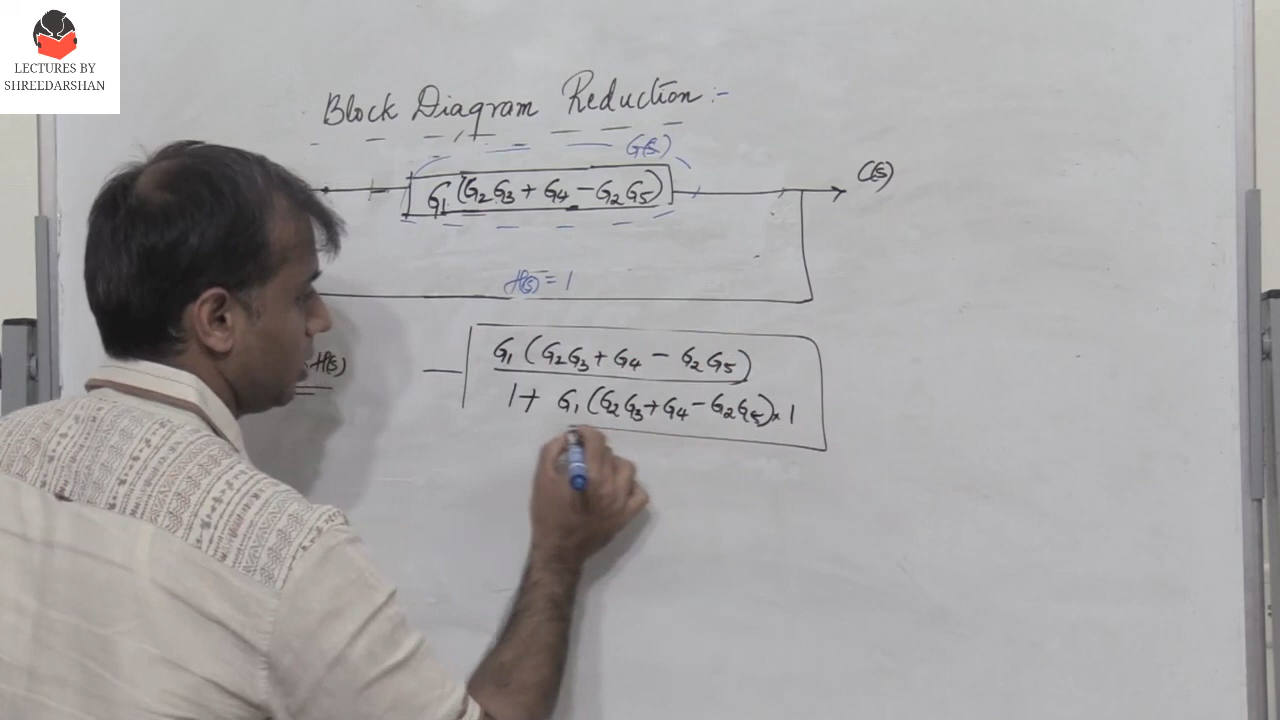 LECTURES BY
SHREEDARSHAN
Block Diagram Reduction :-
G(s)
G1 (G2G3 + G4 - G2G5)
C(s)
H(s) = 1
H(s)
G1 (G2G3 + G4 - G2G5)
1 + G1 (G2G3 + G4 - G2G5) × 1